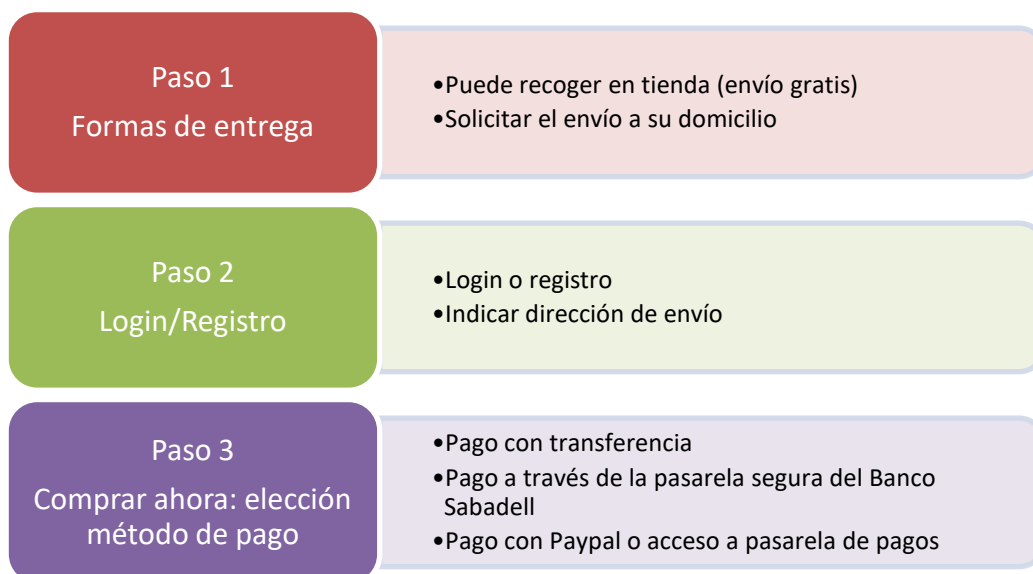 Paso 1
Formas de entrega
•Puede recoger en tienda (envío gratis)
•Solicitar el envío a su domicilio
Paso 2
Login/Registro
•Login o registro
•Indicar dirección de envío
Paso 3
Comprar ahora: elección
método de pago
•Pago con transferencia
•Pago a través de la pasarela segura del Banco
Sabadell
•Pago con Paypal o acceso a pasarela de pagos